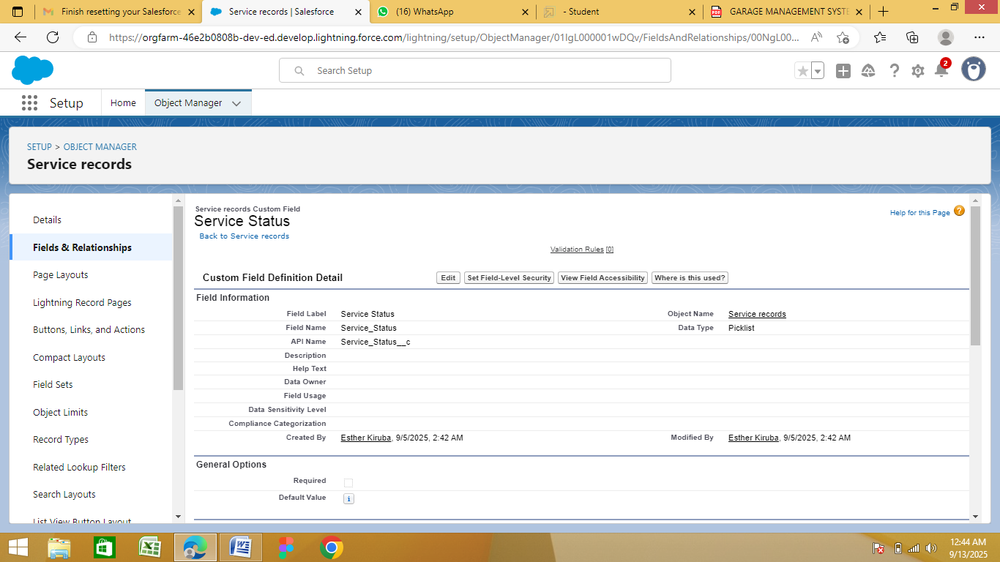 Finish resetting your Salesforce
Service records | Salesforce
(16) WhatsApp
- Student
GARAGE MANAGEMENT SYSTE
https://orgfarm-46e2b0808b-dev-ed.develop.lightning.force.com/lightning/setup/ObjectManager/01IgL000001wDQv/FieldsAndRelationships/00NgL00...
Search Setup
2
Setup
Home
Object Manager
SETUP > OBJECT MANAGER
Service records
Details
Fields & Relationships
Page Layouts
Lightning Record Pages
Buttons, Links, and Actions
Compact Layouts
Field Sets
Object Limits
Record Types
Related Lookup Filters
Search Layouts
List View Button Layout
Service records Custom Field
Service Status
Back to Service records
Help for this Page
Validation Rules [0]
Custom Field Definition Detail
Edit
Set Field-Level Security
View Field Accessibility
Where is this used?
Field Information
Field Label Service Status Object Name Service records
Field Name Service_Status Data Type Picklist
API Name Service_Status__c
Description
Help Text
Data Owner
Field Usage
Data Sensitivity Level
Compliance Categorization
Created By Esther Kiruba, 9/5/2025, 2:42 AM Modified By Esther Kiruba, 9/5/2025, 2:42 AM
General Options
Required
Default Value
12:44 AM
9/13/2025